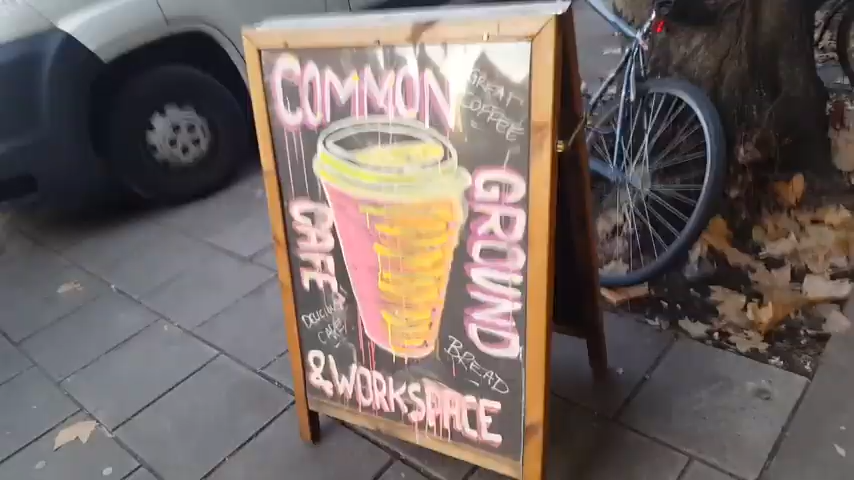 COMMON
GREAT
COFFEE
GROUND
CAFE
DELICIOUS
CAKE
BREAD
&WORKSPACE